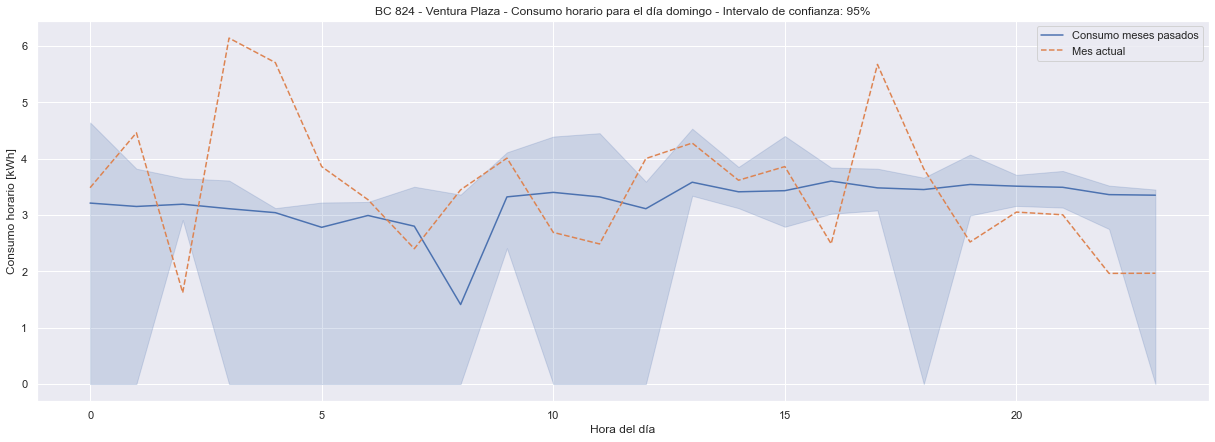 BC 824 - Ventura Plaza - Consumo horario para el día domingo - Intervalo de confianza: 95%
Consumo meses pasados
Mes actual
Consumo horario [kWh]
6
5
4
3
2
1
0
0
5
10
15
20
Hora del día